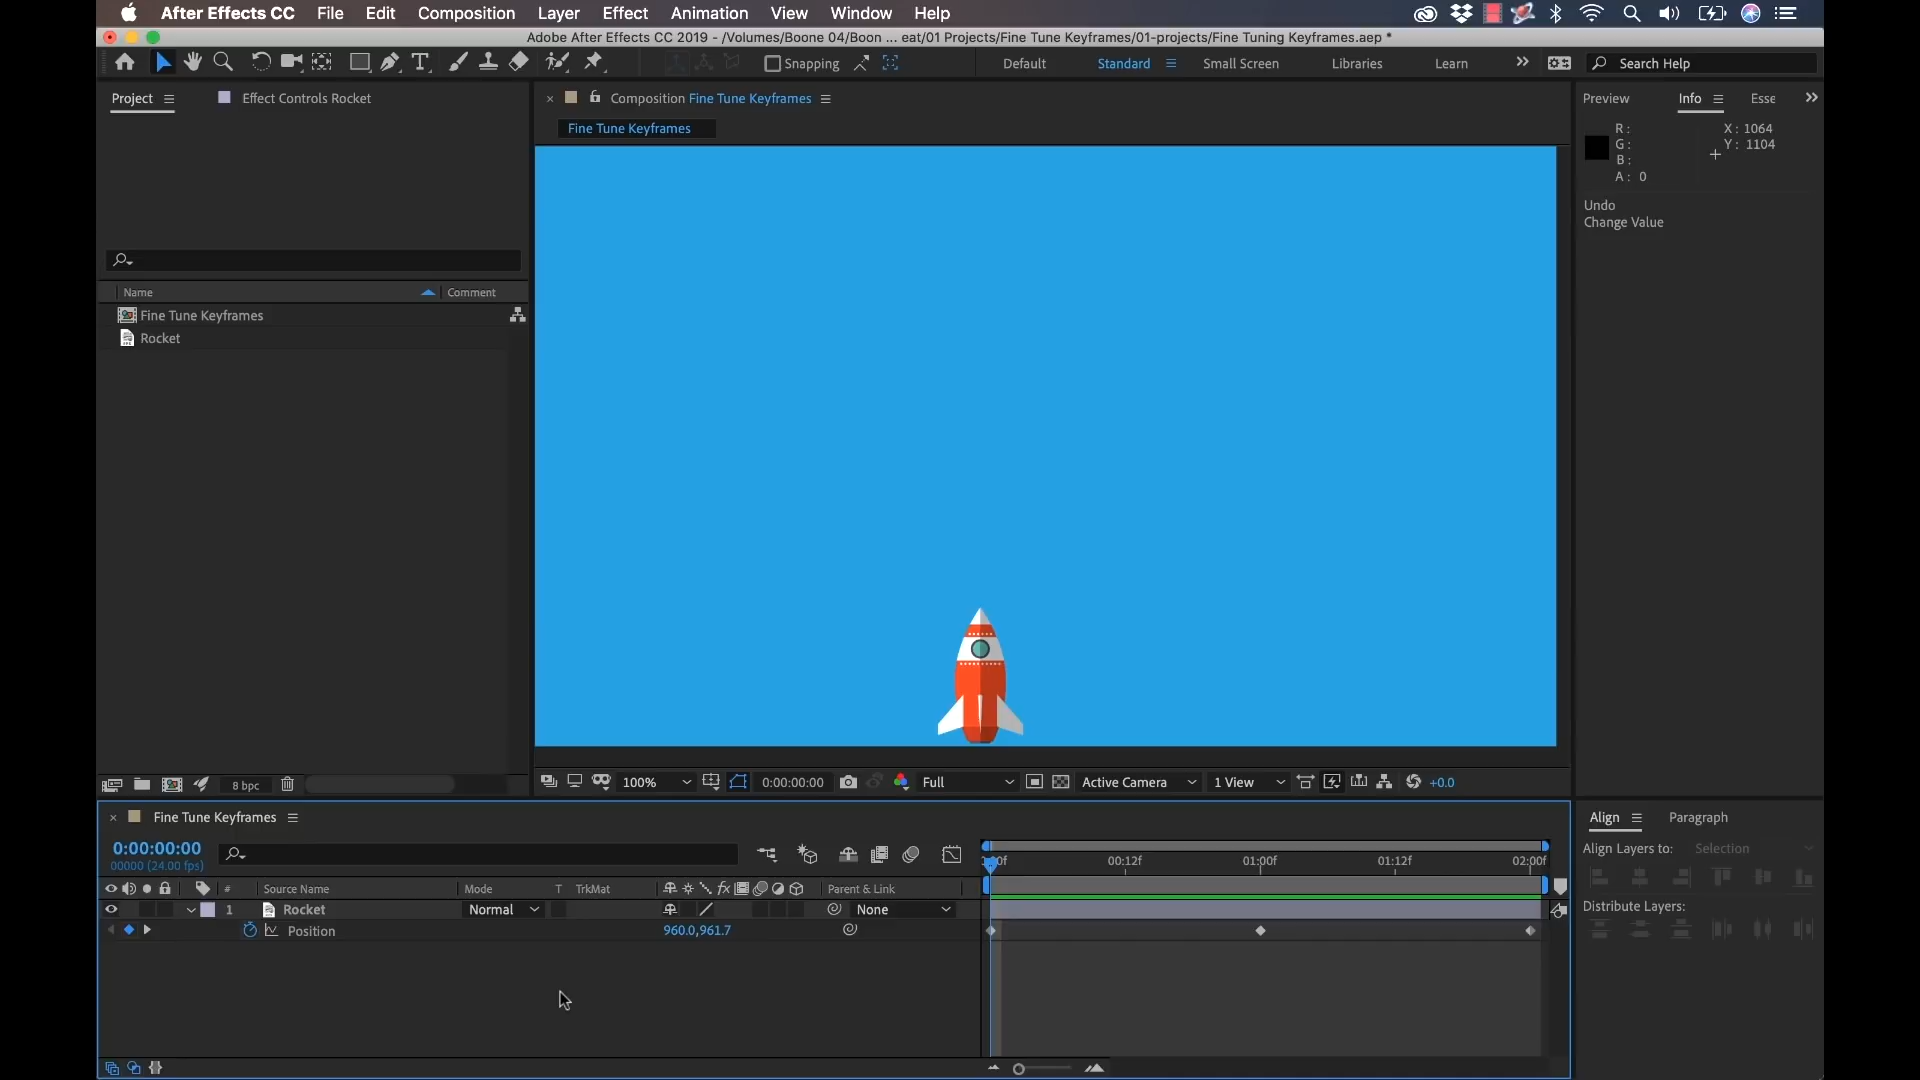 After Effects CC File Edit Composition Layer Effect Animation View Window Help
Adobe After Effects CC 2019 - /Volumes/Boone 04/Boon ... eat/01 Projects/Fine Tune Keyframes/01-projects/Fine Tuning Keyframes.aep *
Snapping Default Standard Small Screen Libraries Learn Search Help
Project Effect Controls Rocket
Composition Fine Tune Keyframes
Fine Tune Keyframes
Preview Info Esse
R : X : 1064
G : Y : 1104
B :
A : 0
Undo
Change Value
Name Comment
Fine Tune Keyframes
Rocket
8 bpc
100% 0:00:00:00 Full Active Camera 1 View +0.0
Fine Tune Keyframes
0:00:00:00
00000 (24.00 fps)
00:12f 01:00f 01:12f 02:00f
# Source Name Mode T TrkMat fx Parent & Link
1 Rocket Normal None
Position 960.0,961.7
Align Paragraph
Align Layers to: Selection
Distribute Layers: